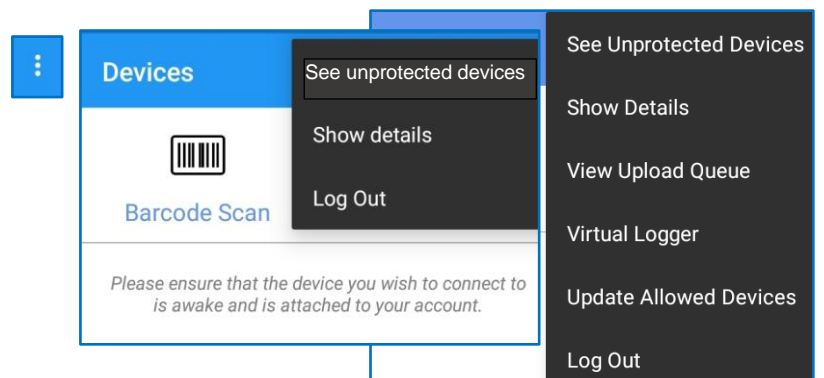 Devices
See unprotected devices
Show details
Log Out
Barcode Scan
Please ensure that the device you wish to connect to
is awake and is attached to your account.
See Unprotected Devices
Show Details
View Upload Queue
Virtual Logger
Update Allowed Devices
Log Out